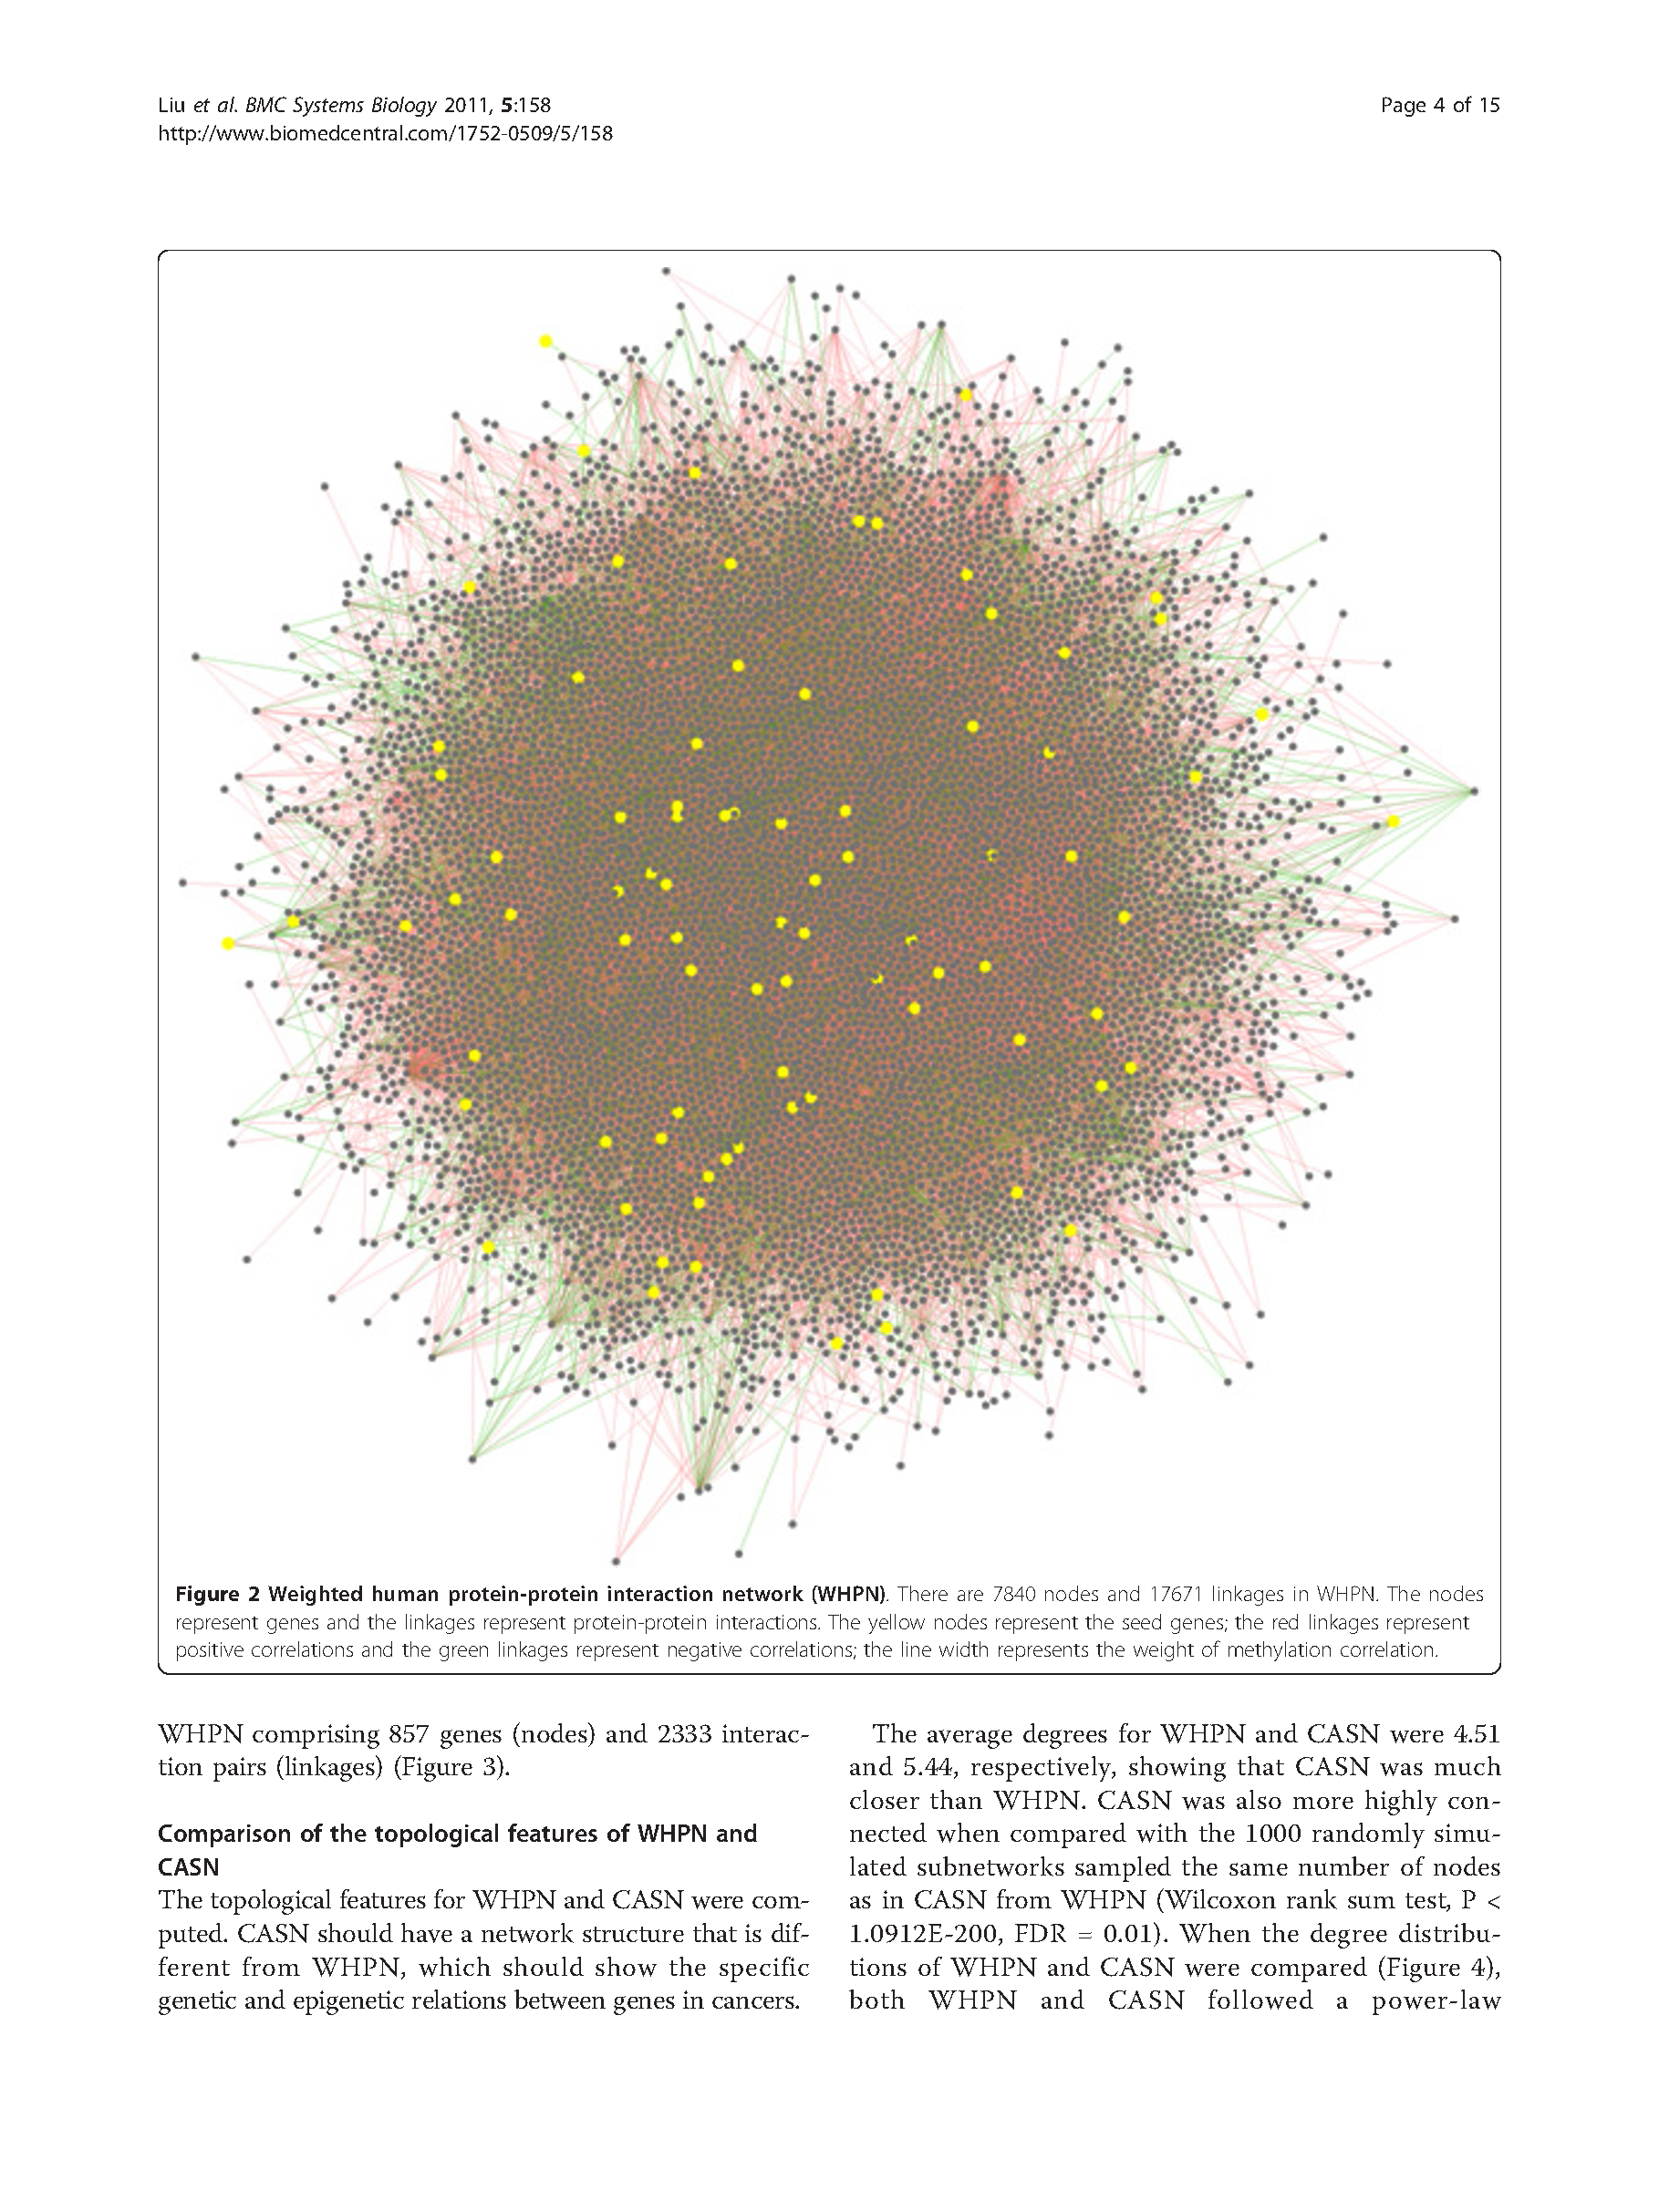 Liu et al. BMC Systems Biology 2011, 5:158
http://www.biomedcentral.com/1752-0509/5/158
Page 4 of 15
Figure 2 Weighted human protein-protein interaction network (WHPN). There are 7840 nodes and 17671 linkages in WHPN. The nodes
represent genes and the linkages represent protein-protein interactions. The yellow nodes represent the seed genes; the red linkages represent
positive correlations and the green linkages represent negative correlations; the line width represents the weight of methylation correlation.
WHPN comprising 857 genes (nodes) and 2333 interac-
tion pairs (linkages) (Figure 3).
Comparison of the topological features of WHPN and
CASN
The topological features for WHPN and CASN were com-
puted. CASN should have a network structure that is dif-
ferent from WHPN, which should show the specific
genetic and epigenetic relations between genes in cancers.
The average degrees for WHPN and CASN were 4.51
and 5.44, respectively, showing that CASN was much
closer than WHPN. CASN was also more highly con-
nected when compared with the 1000 randomly simu-
lated subnetworks sampled the same number of nodes
as in CASN from WHPN (Wilcoxon rank sum test, P <
1.0912E-200, FDR = 0.01). When the degree distribu-
tions of WHPN and CASN were compared (Figure 4),
both WHPN and CASN followed a power-law